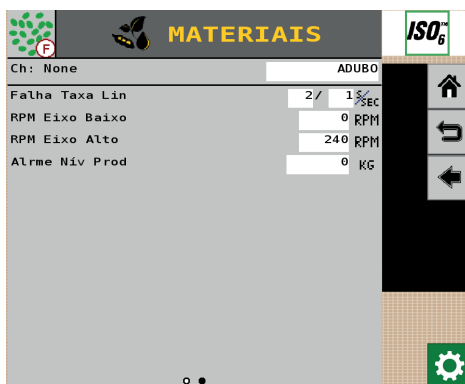 MATERIAIS
ISO6™
F
Ch: None ADUBO
Falha Taxa Lin 2/ 1 S/SEC
RPM Eixo Baixo 0 RPM
RPM Eixo Alto 240 RPM
Alrme Nív Prod 0 KG